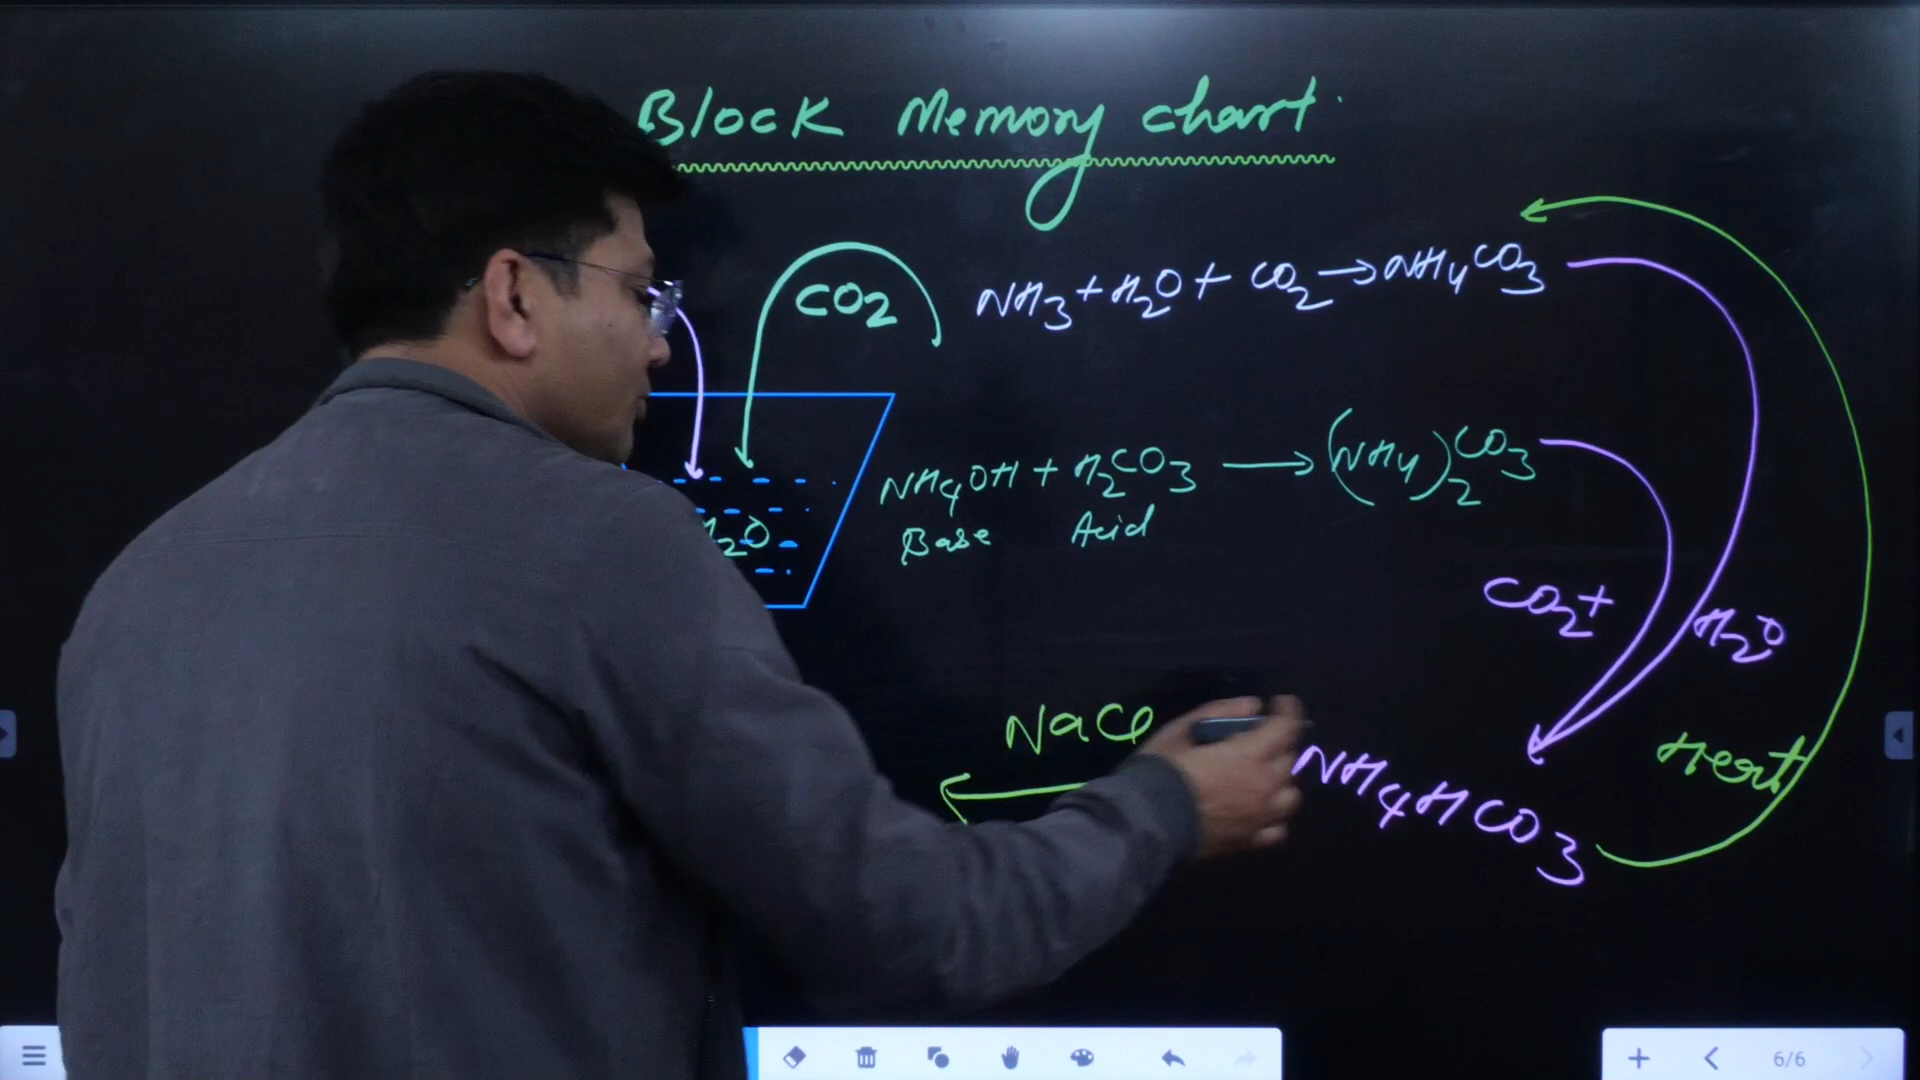 Block Memory chart.
CO2
NH3 + H2O + CO2 → NH4CO3
NH4OH + H2CO3 → (NH4)2CO3
Base Acid
CO2 + H2O
NaCl
NH4HCO3
Heat
6/6